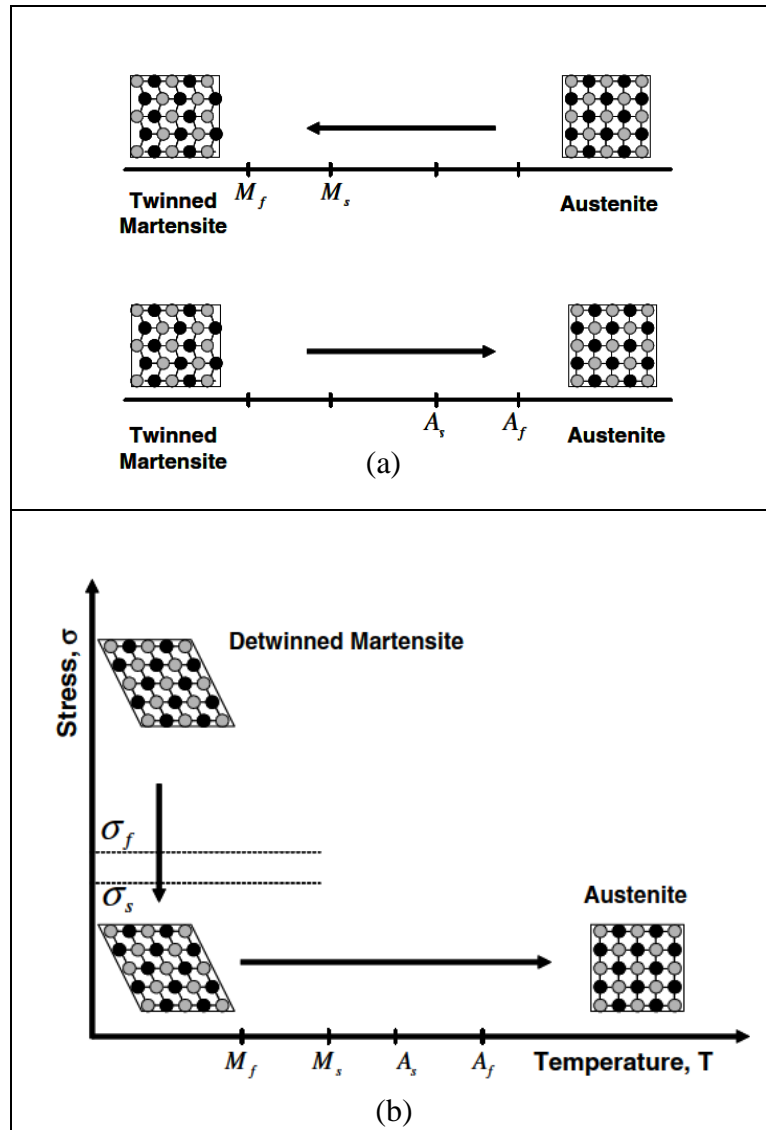 Twinned
Martensite
M_f
M_s
Austenite
Twinned
Martensite
A_s
A_f
Austenite
(a)
Stress, σ
Detwinned Martensite
σ_f
σ_s
Austenite
M_f
M_s
A_s
A_f
Temperature, T
(b)